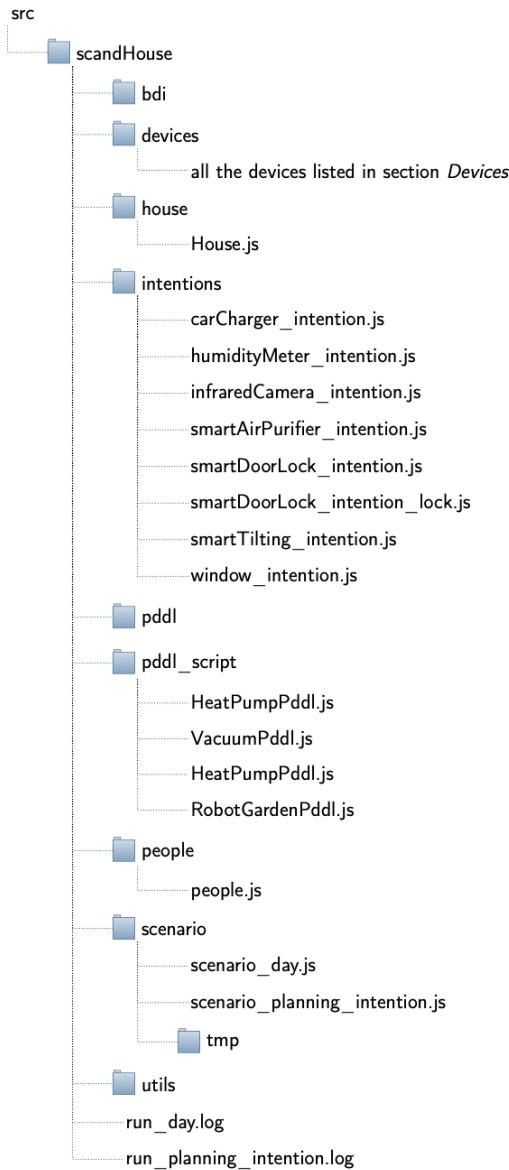 src
scandHouse
bdi
devices
all the devices listed in section Devices
house
House.js
intentions
carCharger_intention.js
humidityMeter_intention.js
infraredCamera_intention.js
smartAirPurifier_intention.js
smartDoorLock_intention.js
smartDoorLock_intention_lock.js
smartTilting_intention.js
window_intention.js
pddl
pddl_script
HeatPumpPddl.js
VacuumPddl.js
HeatPumpPddl.js
RobotGardenPddl.js
people
people.js
scenario
scenario_day.js
scenario_planning_intention.js
tmp
utils
run_day.log
run_planning_intention.log